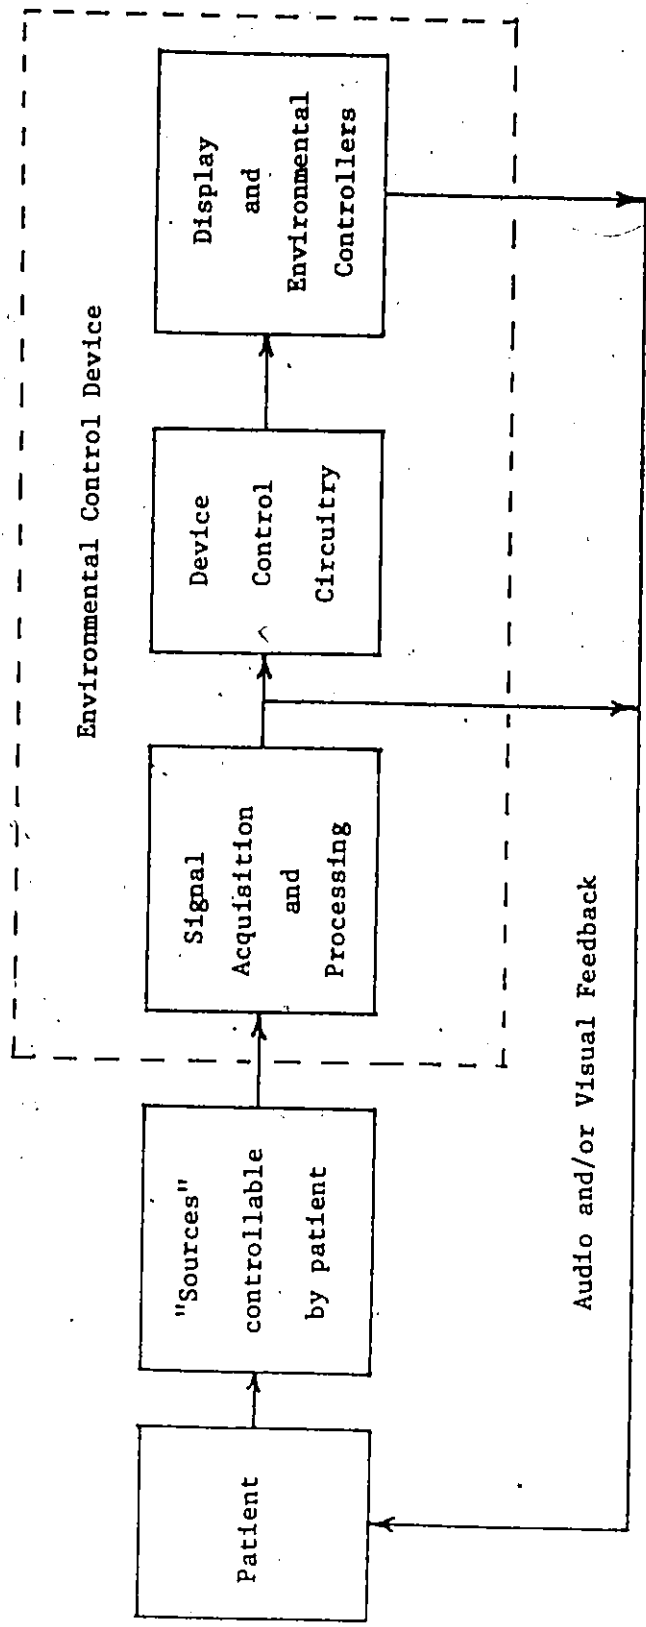 Environmental Control Device
Patient
"Sources"
controllable
by patient
Signal
Acquisition
and
Processing
Device
Control
Circuitry
Display
and
Environmental
Controllers
Audio and/or Visual Feedback